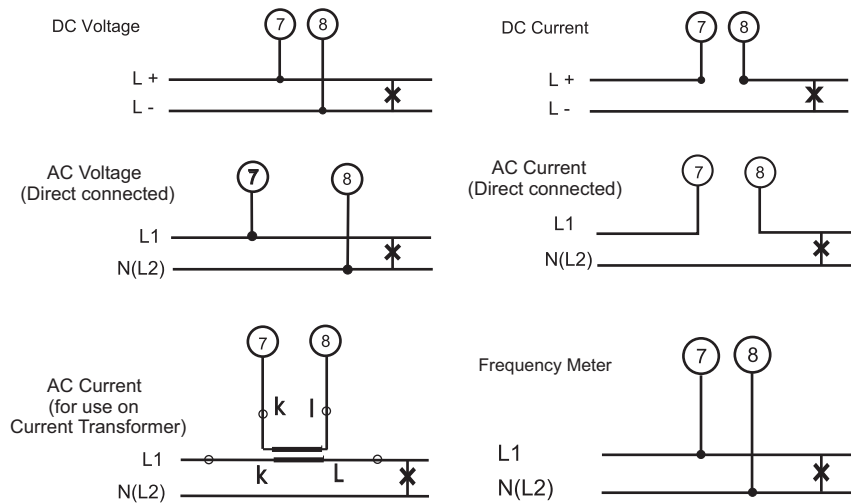 DC Voltage
7 8
L +
L -
DC Current
7 8
L +
L -
AC Voltage
(Direct connected)
7 8
L1
N(L2)
AC Current
(Direct connected)
7 8
L1
N(L2)
AC Current
(for use on
Current Transformer)
7 8
k l
L1
k L
N(L2)
Frequency Meter
7 8
L1
N(L2)